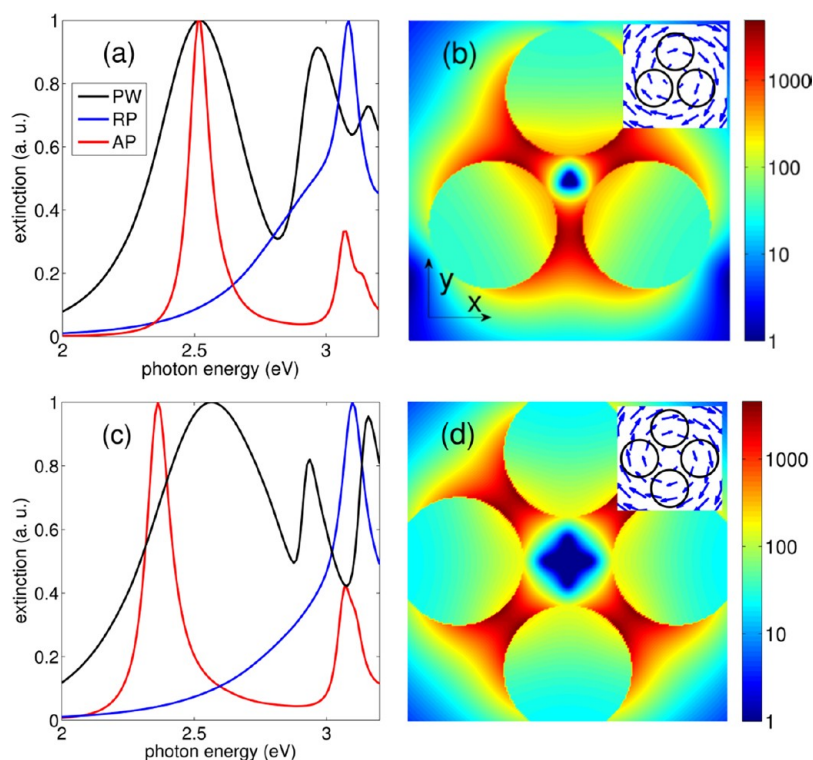 (a)
PW
RP
AP
extinction (a. u.)
1
0.8
0.6
0.4
0.2
0
2
2.5
3
photon energy (eV)
(b)
y
x
1000
100
10
1
(c)
extinction (a. u.)
1
0.8
0.6
0.4
0.2
0
2
2.5
3
photon energy (eV)
(d)
1000
100
10
1